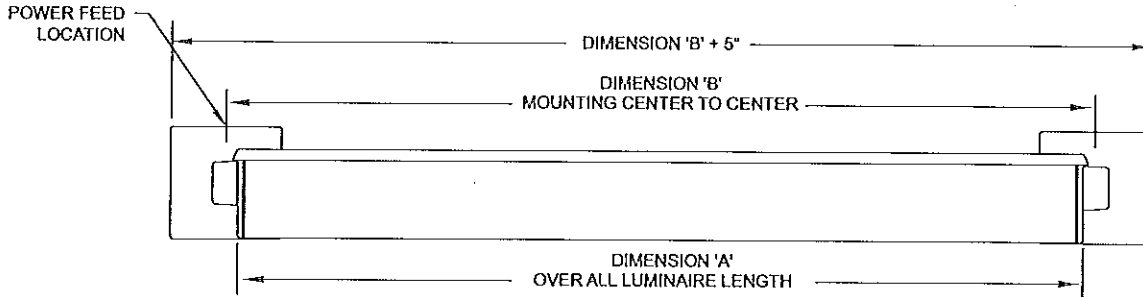 POWER FEED
LOCATION
DIMENSION 'B' + 5"
DIMENSION 'B'
MOUNTING CENTER TO CENTER
DIMENSION 'A'
OVER ALL LUMINAIRE LENGTH